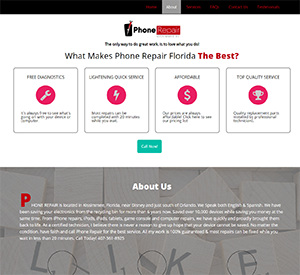 Home About Services FAQs Contact Us Testimonials
Phone Repair
The only way to do great work, is to love what you do!
What Makes Phone Repair Florida The Best?
FREE DIAGNOSTICS
It's always free to see what's going on with your device or computer
LIGHTENING QUICK SERVICE
Most repairs can be completed with 25 minutes while you wait.
AFFORDABLE
Our prices are always affordable! Click here to see our pricing list
TOP QUALITY SERVICE
Quality replacement parts installed by professional technicians.
Call Now!
About Us
PHONE REPAIR is located in Kissimmee, Florida, near Disney and just south of Orlando. We Speak both English & Spanish. We have
been saving your electronics from the recycling bin for more than 4 years now. Saved over 10,000 devices while saving you money at the
same time. From iPhone repairs, iPods, iPads, tablets, game console and computer repairs, we have quickly and proudly brought them
back to life. As a certified technician, I believe there is never a reason to give up hope that your device cannot be saved. No matter the
condition, have faith and call Phone Repair for the best service. All my work is 100% guaranteed & most repairs can be fixed while you
wait in less than 20 minutes. Call Today! 407-861-8925
L I K E